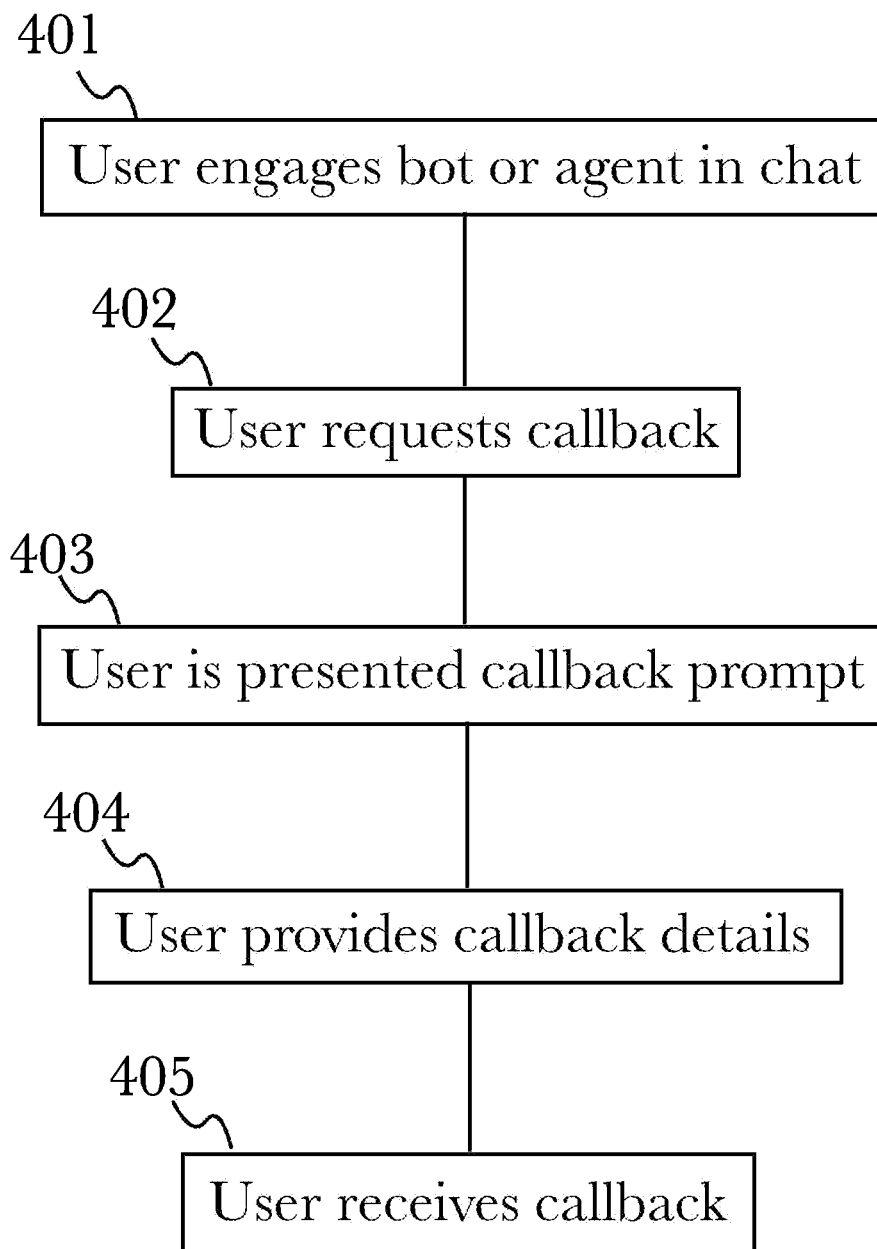 401
User engages bot or agent in chat
402
User requests callback
403
User is presented callback prompt
404
User provides callback details
405
User receives callback